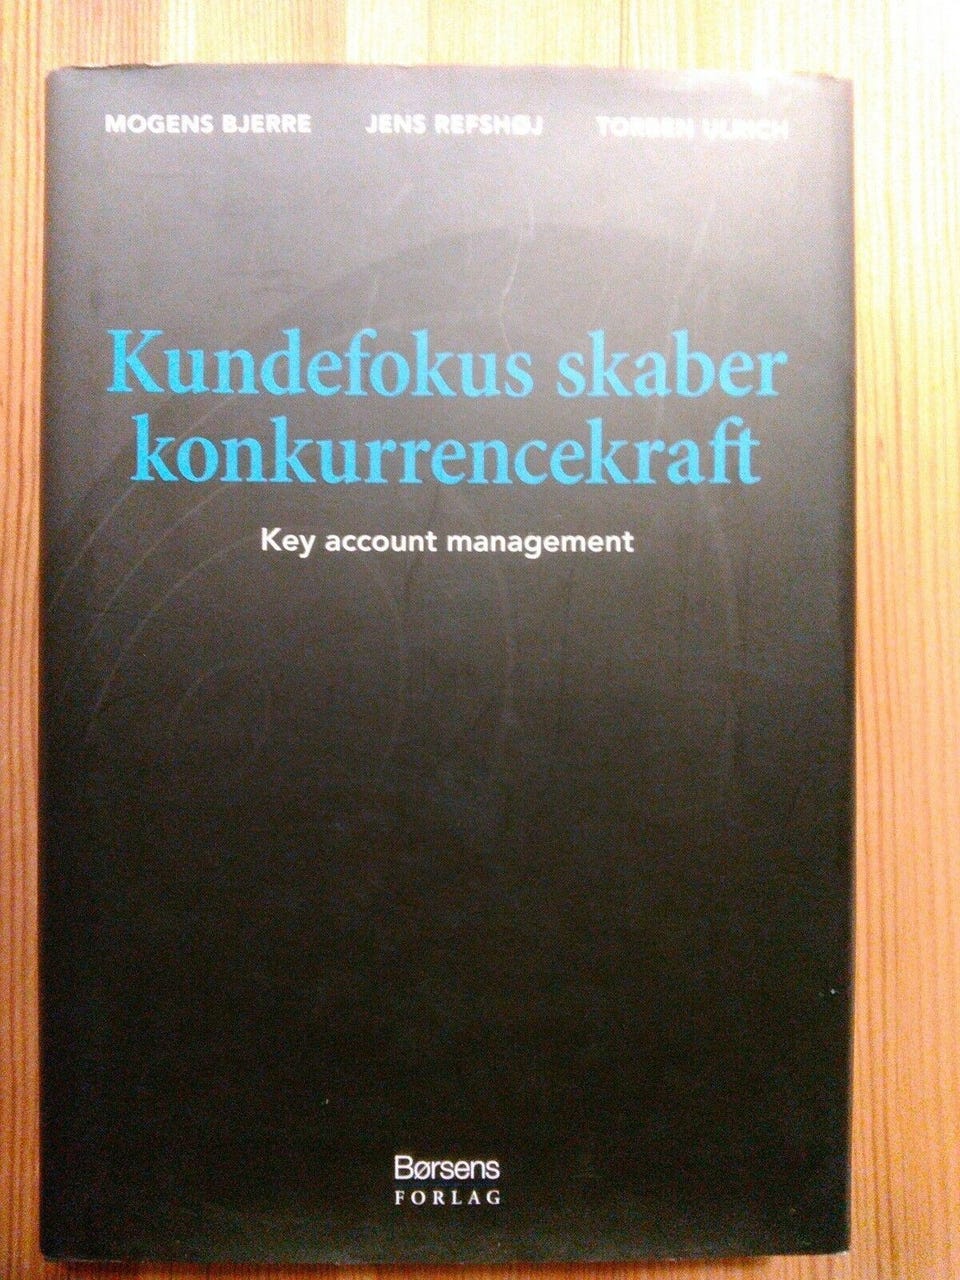 MOGENS BJERRE JENS REFSHØJ TORBEN ULRICH
Kundefokus skaber
konkurrencekraft
Key account management
Børsens
FORLAG